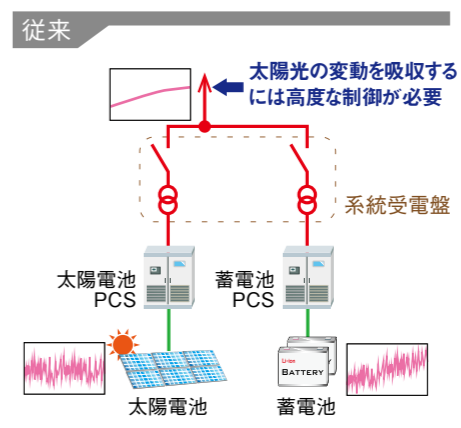 従来
太陽光の変動を吸収する
には高度な制御が必要
系統受電盤
太陽電池
PCS
蓄電池
PCS
Li-ion
BATTERY
太陽電池
蓄電池